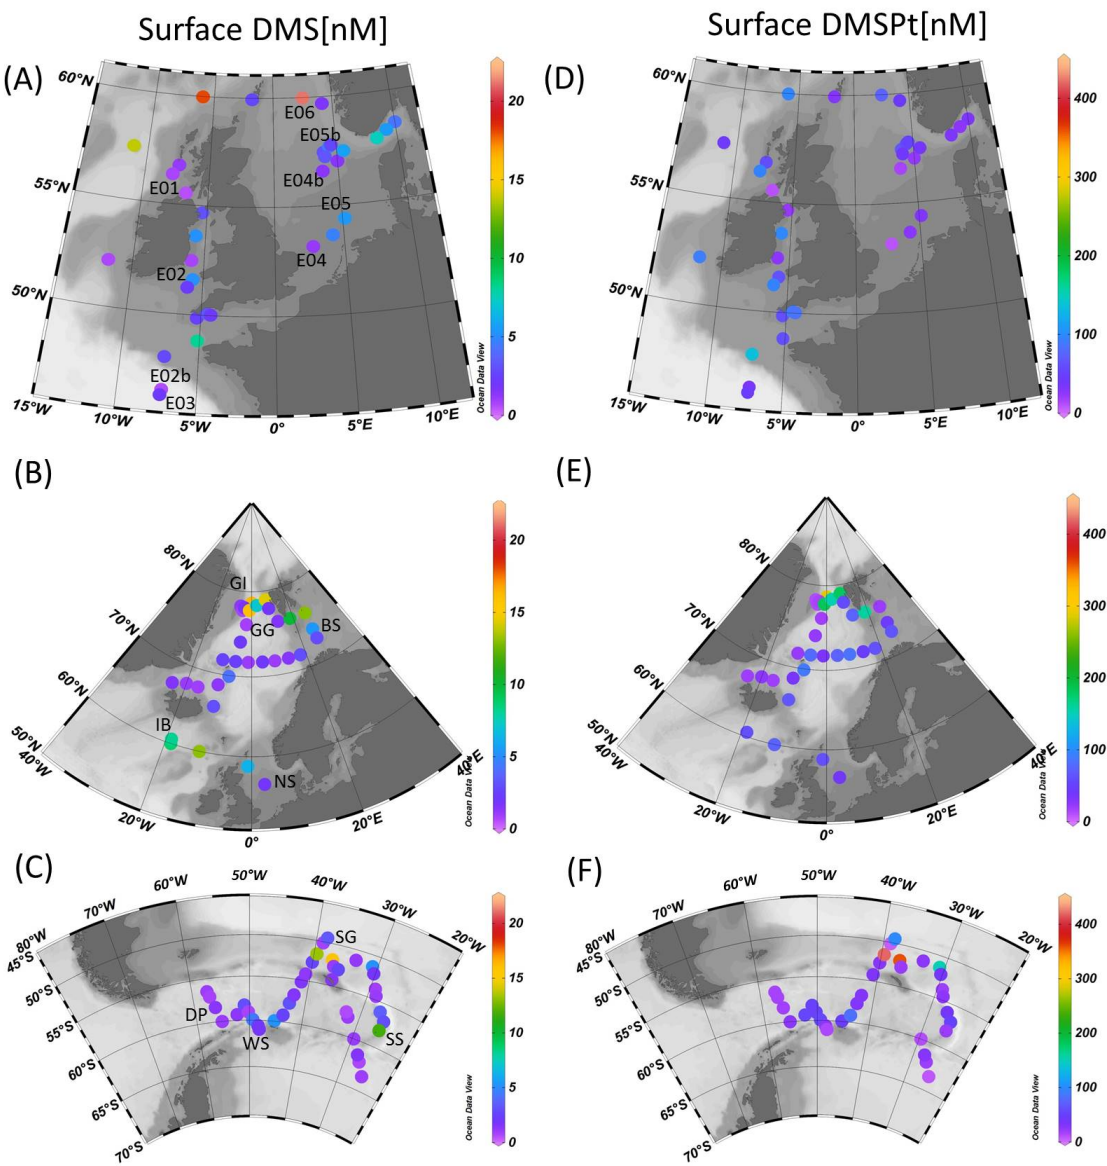 Surface DMS[nM]
Surface DMSPt[nM]
(A)
60°N
55°N
50°N
15°W
10°W
5°W
0°
5°E
10°E
E06
E05b
E04b
E01
E05
E04
E02
E02b
E03
20
15
10
5
0
Ocean Data View
(D)
60°N
55°N
50°N
15°W
10°W
5°W
0°
5°E
10°E
400
300
200
100
0
Ocean Data View
(B)
80°N
70°N
60°N
50°N
40°W
20°W
0°
20°E
40°E
GI
GG
BS
IB
NS
20
15
10
5
0
Ocean Data View
(E)
80°N
70°N
60°N
50°N
40°W
20°W
0°
20°E
40°E
400
300
200
100
0
Ocean Data View
(C)
80°W
70°W
60°W
50°W
40°W
30°W
20°W
45°S
50°S
55°S
60°S
65°S
70°S
SG
DP
WS
SS
20
15
10
5
0
Ocean Data View
(F)
80°W
70°W
60°W
50°W
40°W
30°W
20°W
45°S
50°S
55°S
60°S
65°S
70°S
400
300
200
100
0
Ocean Data View